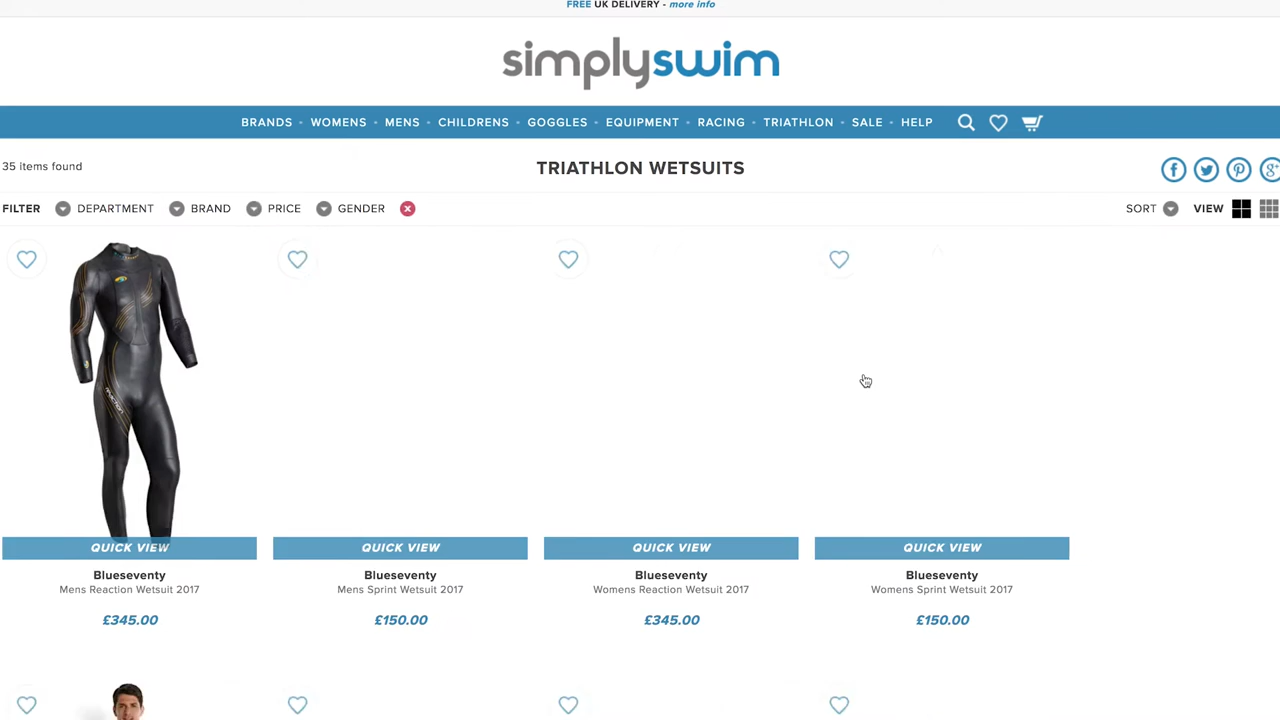 FREE UK DELIVERY - more info
simplyswim
BRANDS • WOMENS • MENS • CHILDRENS • GOGGLES • EQUIPMENT • RACING • TRIATHLON • SALE • HELP
35 items found
TRIATHLON WETSUITS
FILTER DEPARTMENT BRAND PRICE GENDER
SORT VIEW
QUICK VIEW QUICK VIEW QUICK VIEW QUICK VIEW
Blueseventy Blueseventy Blueseventy Blueseventy
Mens Reaction Wetsuit 2017 Mens Sprint Wetsuit 2017 Womens Reaction Wetsuit 2017 Womens Sprint Wetsuit 2017
£345.00 £150.00 £345.00 £150.00